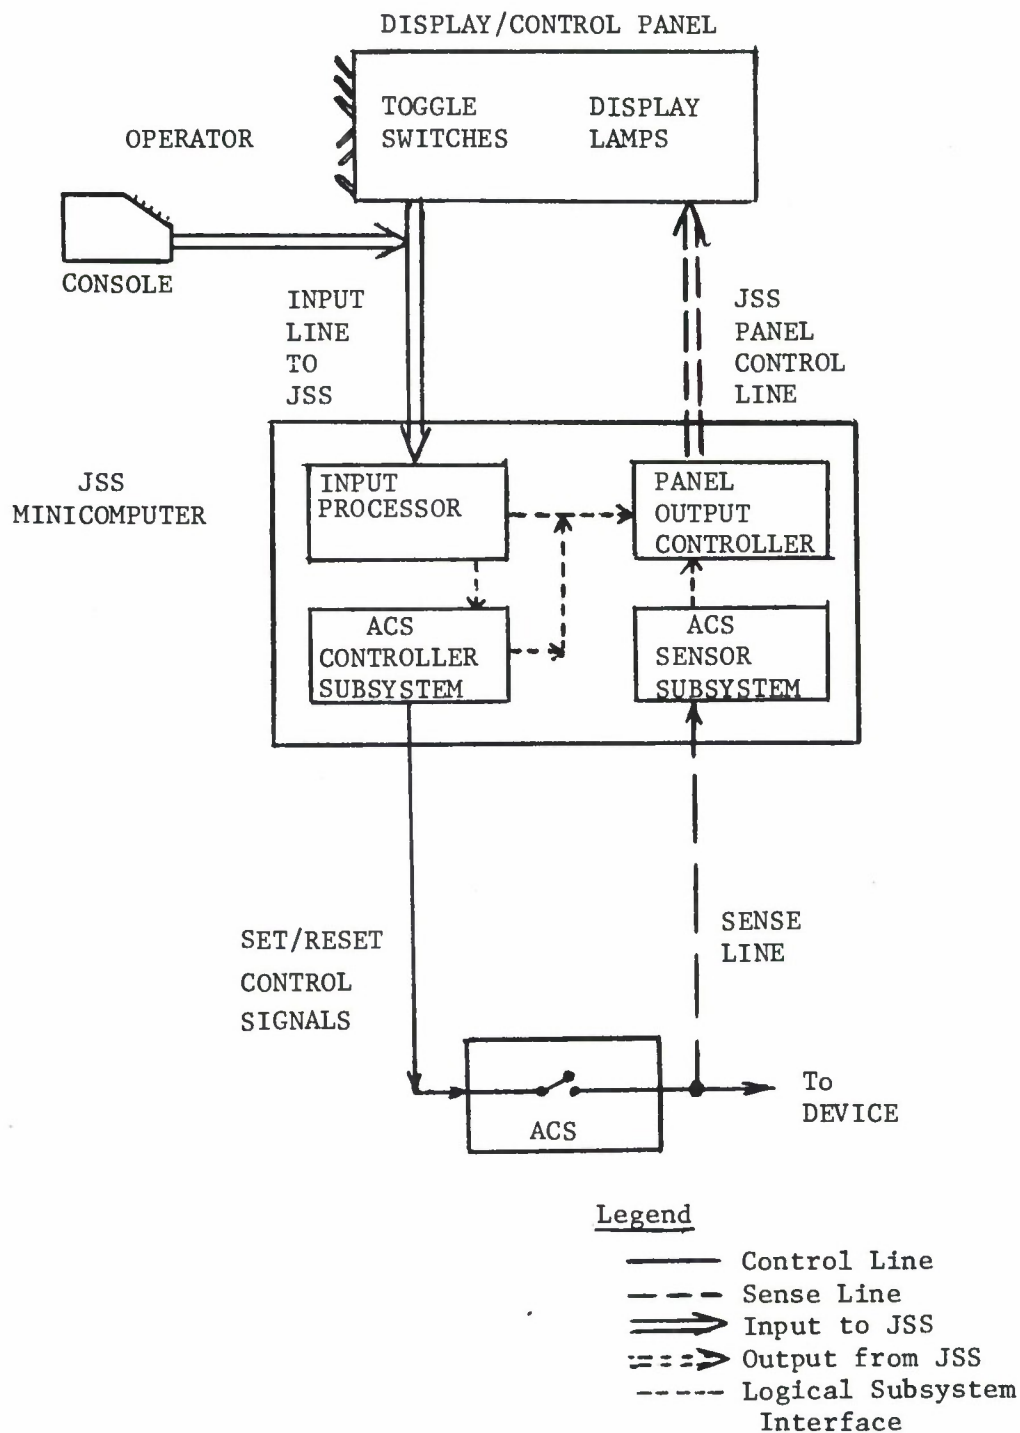 DISPLAY/CONTROL PANEL
TOGGLE
SWITCHES
DISPLAY
LAMPS
OPERATOR
CONSOLE
INPUT
LINE
TO
JSS
JSS
PANEL
CONTROL
LINE
JSS
MINICOMPUTER
INPUT
PROCESSOR
PANEL
OUTPUT
CONTROLLER
ACS
CONTROLLER
SUBSYSTEM
ACS
SENSOR
SUBSYSTEM
SET/RESET
CONTROL
SIGNALS
SENSE
LINE
ACS
To
DEVICE
Legend
Control Line
Sense Line
Input to JSS
Output from JSS
Logical Subsystem
Interface